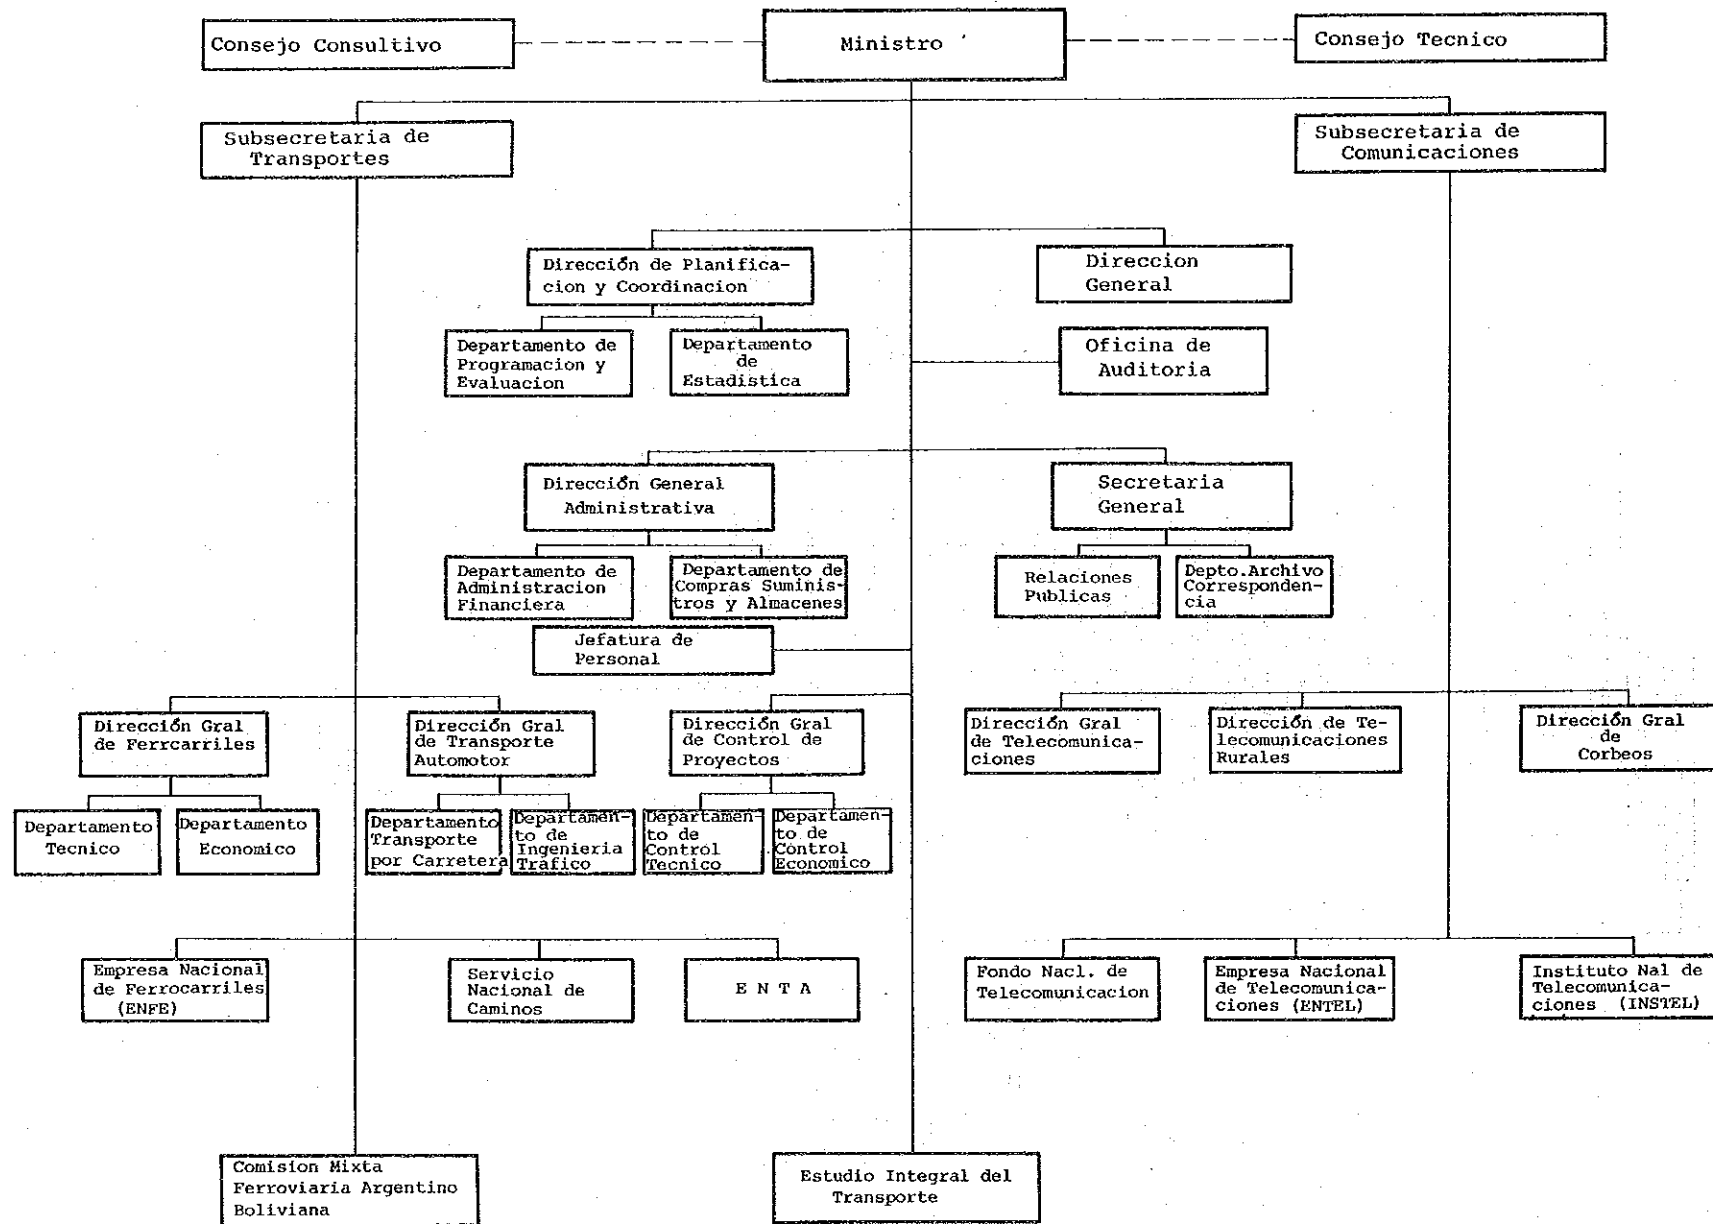 Consejo Consultivo
Ministro
Consejo Tecnico
Subsecretaria de
Transportes
Subsecretaria de
Comunicaciones
Dirección de Planifica-
cion y Coordinacion
Direccion
General
Departamento de
Programacion y
Evaluacion
Departamento
de
Estadistica
Oficina de
Auditoria
Dirección General
Administrativa
Secretaria
General
Departamento de
Administracion
Financiera
Departamento de
Compras Suminis-
tros y Almacenes
Relaciones
Publicas
Depto.Archivo
Corresponden-
cia
Jefatura de
Personal
Dirección Gral
de Ferrcarriles
Dirección Gral
de Transporte
Automotor
Dirección Gral
de Control de
Proyectos
Dirección Gral
de Telecomunica-
ciones
Dirección de Te-
lecomunicaciones
Rurales
Dirección Gral
de
Corbeos
Departamento
Tecnico
Departamento
Economico
Departamento
Transporte
por Carretera
Departamen-
to de
Ingenieria
Tráfico
Departamen-
to de
Control
Tecnico
Departamen-
to de
Control
Economico
Empresa Nacional
de Ferrocarriles
(ENFE)
Servicio
Nacional de
Caminos
E N T A
Fondo Nacl. de
Telecomunicacion
Empresa Nacional
de Telecomunica-
ciones (ENTEL)
Instituto Nal de
Telecomunica-
ciones (INSTEL)
Comision Mixta
Ferroviaria Argentino
Boliviana
Estudio Integral del
Transporte